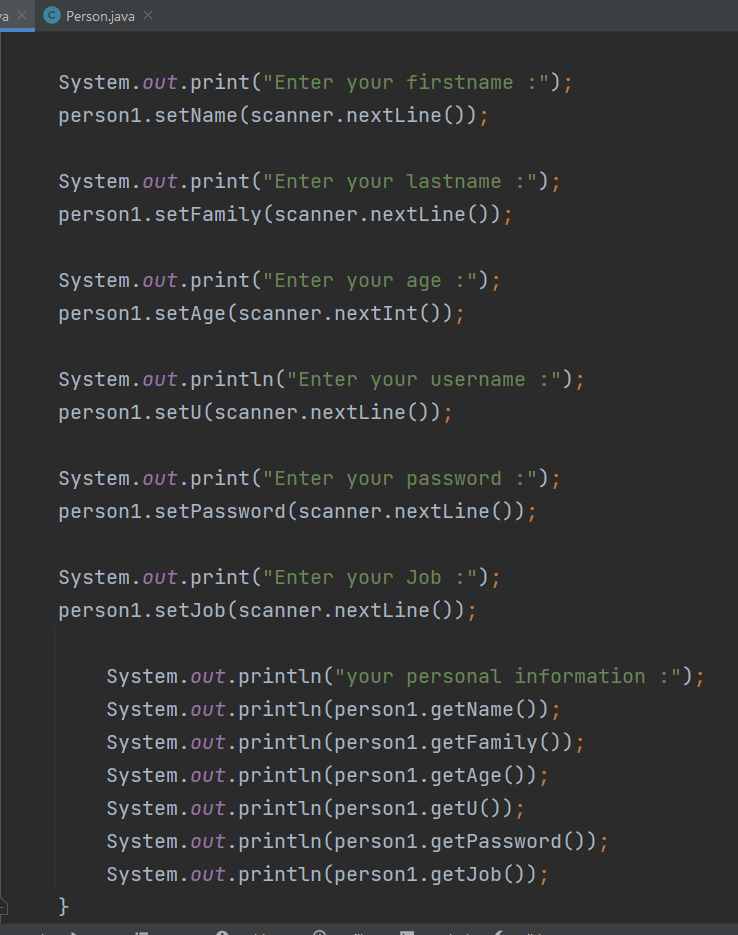 va
C Person.java
System.out.print("Enter your firstname :");
person1.setName(scanner.nextLine());
System.out.print("Enter your lastname :");
person1.setFamily(scanner.nextLine());
System.out.print("Enter your age :");
person1.setAge(scanner.nextInt());
System.out.println("Enter your username :");
person1.setU(scanner.nextLine());
System.out.print("Enter your password :");
person1.setPassword(scanner.nextLine());
System.out.print("Enter your Job :");
person1.setJob(scanner.nextLine());
System.out.println("your personal information :");
System.out.println(person1.getName());
System.out.println(person1.getFamily());
System.out.println(person1.getAge());
System.out.println(person1.getU());
System.out.println(person1.getPassword());
System.out.println(person1.getJob());
}